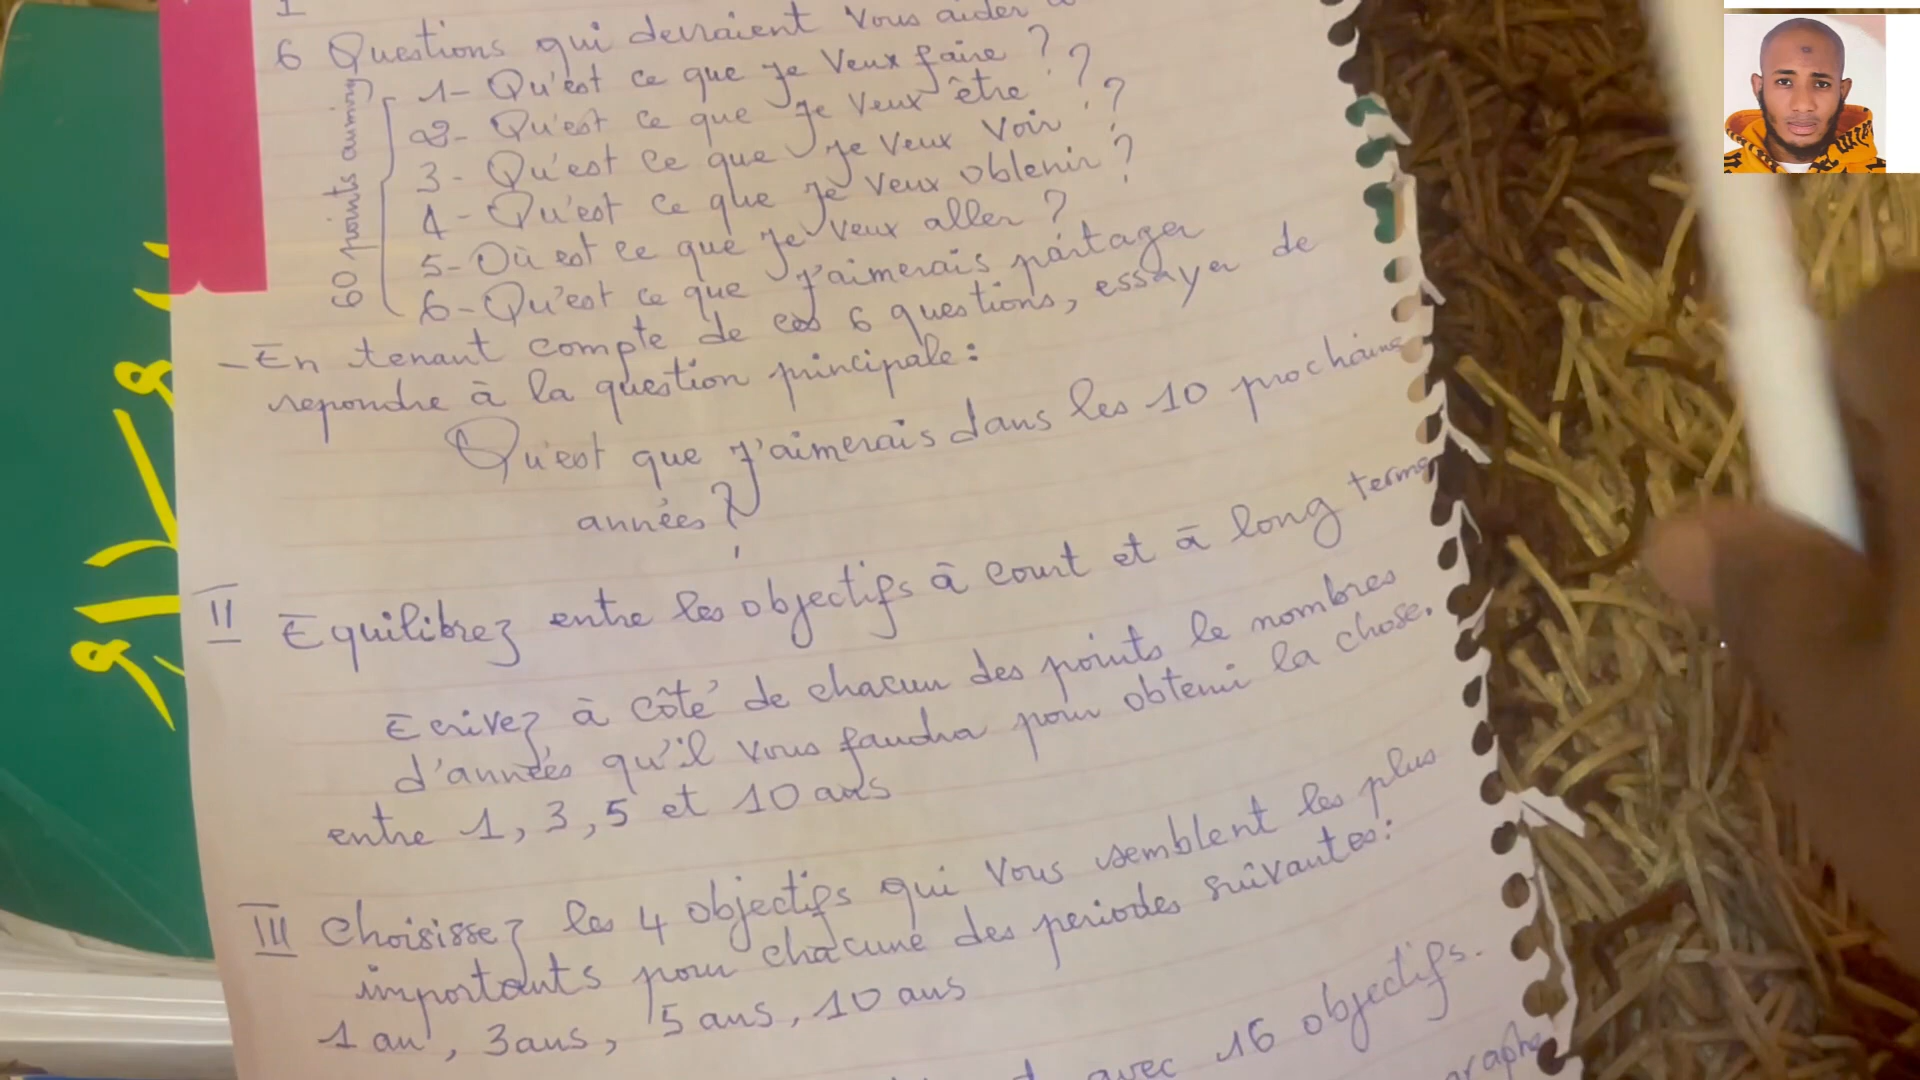 I
6 Questions qui devraient vous aider
60 points au min
1- Qu'est ce que je veux faire ?
2- Qu'est ce que je veux être ?
3- Qu'est ce que je veux voir ?
4- Qu'est ce que je veux obtenir ?
5- Où est ce que je veux aller ?
6- Qu'est ce que j'aimerais partager
- En tenant compte de ces 6 questions, essayer de
repondre à la question principale :
Qu'est que j'aimerais dans les 10 prochaines
années ?
II Equilibrez entre les objectifs à court et à long terme
Ecrivez à côté de chacun des points le nombres
d'années qu'il vous faudra pour obtenir la chose.
entre 1, 3, 5 et 10 ans
III Choisissez les 4 objectifs qui vous semblent les plus
importants pour chacune des periodes suivantes :
1 an, 3 ans, 5 ans, 10 ans
avec 16 objectifs.